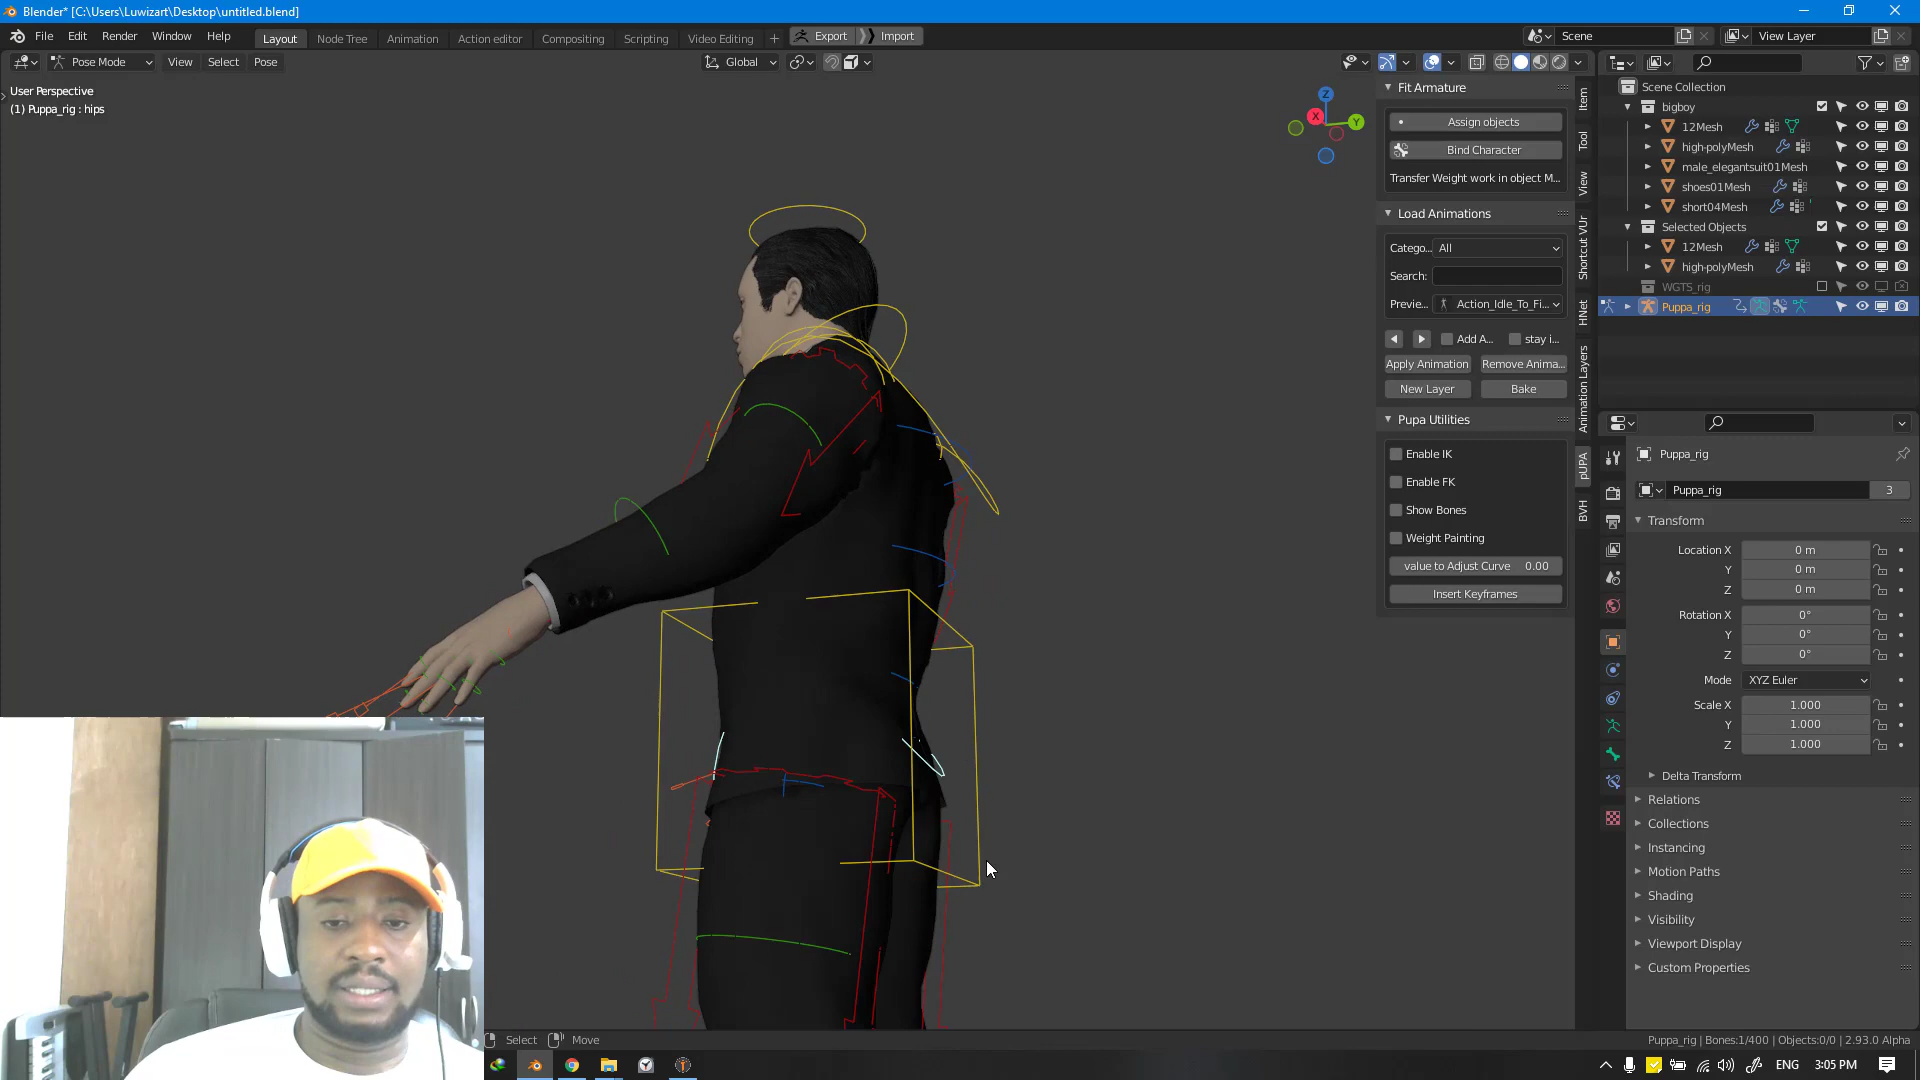 Blender* [C:\Users\Luwizart\Desktop\untitled.blend]
File Edit Render Window Help Layout Node Tree Animation Action editor Compositing Scripting Shading Video Editing + Export Import Scene View Layer
Pose Mode View Select Pose Global
User Perspective
(1) Puppa_rig : hips
X
Y
Z
Fit Armature
Assign objects
Bind Character
Transfer Weight work in object M...
Load Animations
Catego... All
Search:
Previe... Action_Idle_To_Fi...
Add A... stay i...
Apply Animation Remove Anima...
New Layer Bake
Pupa Utilities
Enable IK
Enable FK
Show Bones
Weight Painting
value to Adjust Curve 0.00
Insert Keyframes
Item
Tool
View
Shortcut VUr
HNet
Animation Layers
pUPA
BVH
Scene Collection
bigboy
12Mesh
high-polyMesh
male_elegantsuit01Mesh
shoes01Mesh
short04Mesh
Selected Objects
12Mesh
high-polyMesh
WGTS_rig
Puppa_rig
Puppa_rig
Puppa_rig 3
Transform
Location X 0 m
Y 0 m
Z 0 m
Rotation X 0°
Y 0°
Z 0°
Mode XYZ Euler
Scale X 1.000
Y 1.000
Z 1.000
Delta Transform
Relations
Collections
Instancing
Motion Paths
Shading
Visibility
Viewport Display
Custom Properties
Select Move
Puppa_rig | Bones:1/400 | Objects:0/0 | 2.93.0 Alpha
ENG 3:05 PM